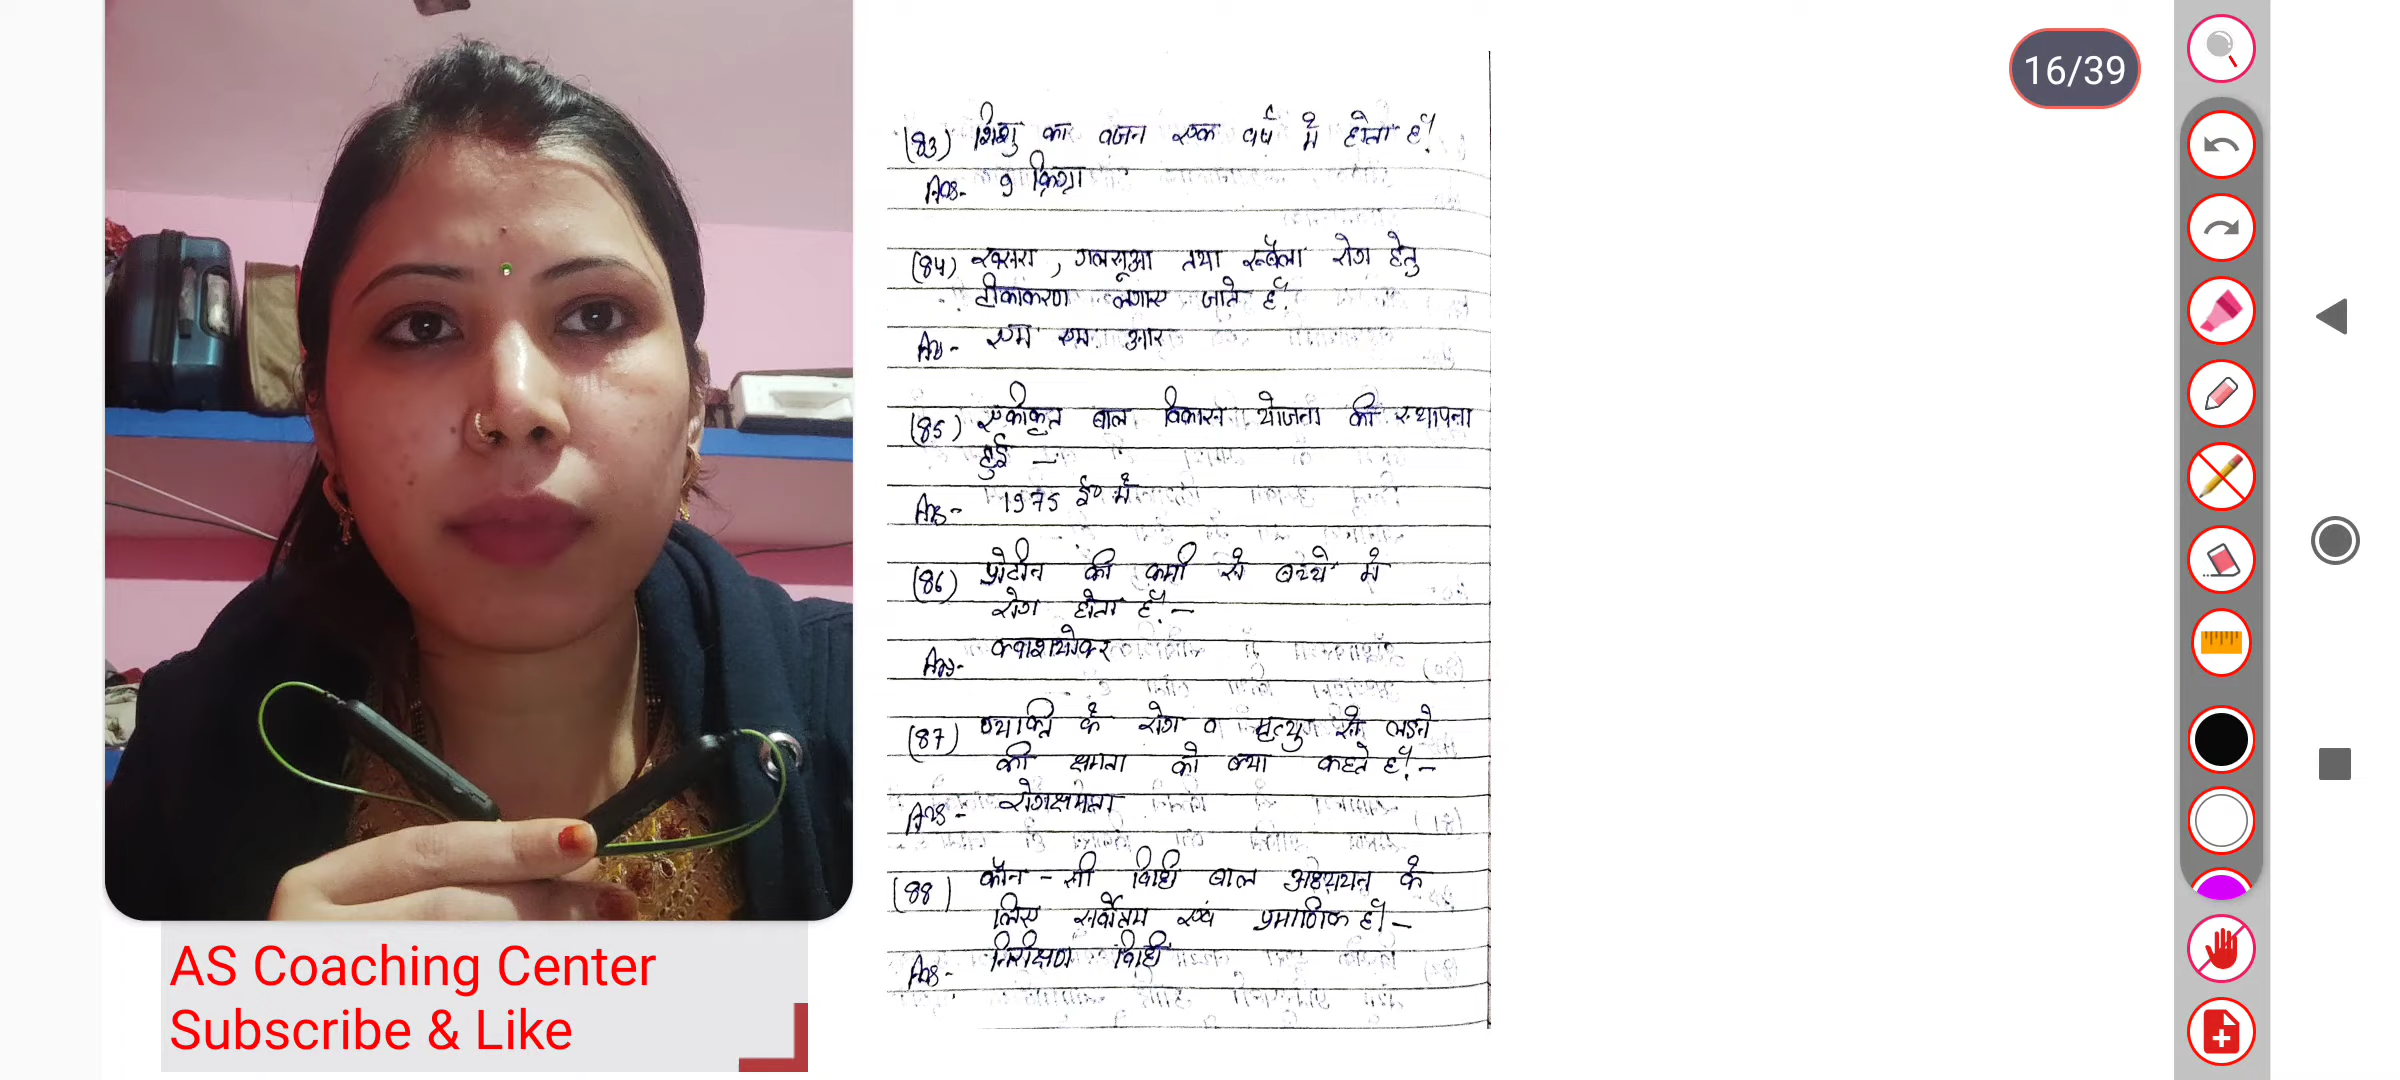 16/39
(83) शिशु का वजन एक वर्ष में होता है।
Ans- 9 किग्रा
(84) खसरा, गलसूआ तथा रूबेला रोग हेतु
टीकाकरण लगाए जाते है।
As- एम एम आर
(85) एकीकृत बाल विकास योजना की स्थापना
हुई –
Ans- 1975 ई० में
(86) प्रोटीन की कमी से बच्चे में
रोग होता है।–
Ans- क्वाशियोकर
(87) व्यक्ति के रोग व मृत्यु से लडने
की क्षमता को क्या कहते है।–
Ans- रोगक्षमता
(88) कौन-सी विधि बाल अध्ययन के
लिए सर्वोत्तम एवं प्रमाणिक है।–
Ans- निरीक्षण विधि
AS Coaching Center
Subscribe & Like